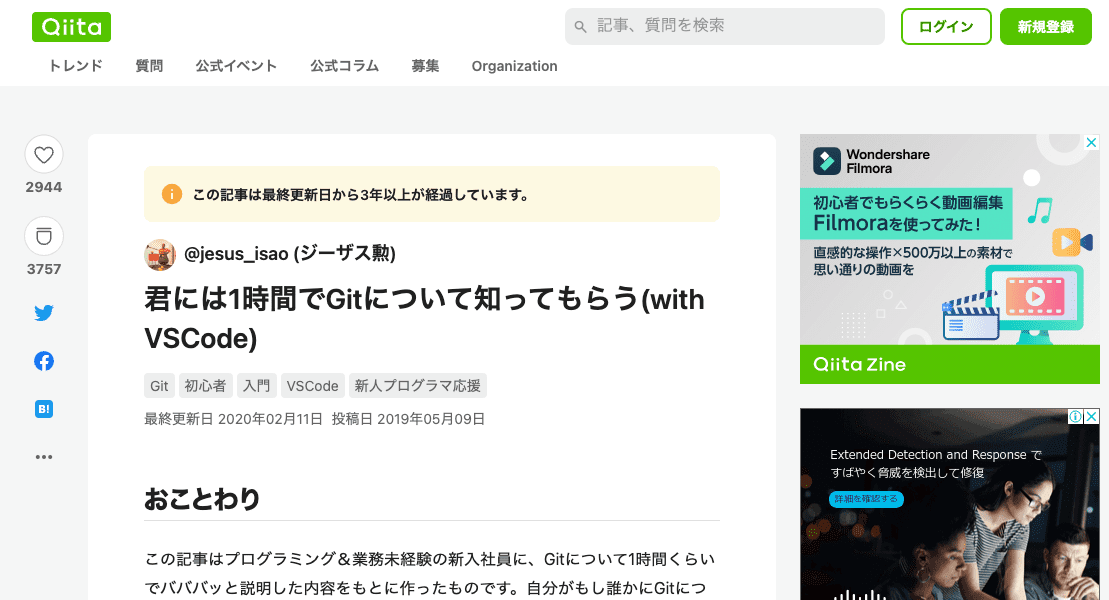 Qiita
記事、質問を検索
ログイン
新規登録
トレンド 質問 公式イベント 公式コラム 募集 Organization
2944
3757
B!
この記事は最終更新日から3年以上が経過しています。
@jesus_isao (ジーザス勲)
君には1時間でGitについて知ってもらう(with
VSCode)
Git 初心者 入門 VSCode 新人プログラマ応援
最終更新日 2020年02月11日 投稿日 2019年05月09日
おことわり
この記事はプログラミング＆業務未経験の新入社員に、Gitについて1時間くらい
でバババッと説明した内容をもとに作ったものです。自分がもし誰かにGitにつ
Wondershare
Filmora
初心者でもらくらく動画編集
Filmoraを使ってみた！
直感的な操作×500万以上の素材で
思い通りの動画を
Qiita Zine
Extended Detection and Response で
すばやく脅威を検出して修復
詳細を確認する